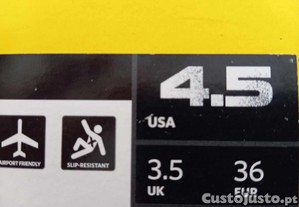 4.5
USA
AIRPORT FRIENDLY
SLIP-RESISTANT
3.5
36
UK
EUR
CustoJusto.pt